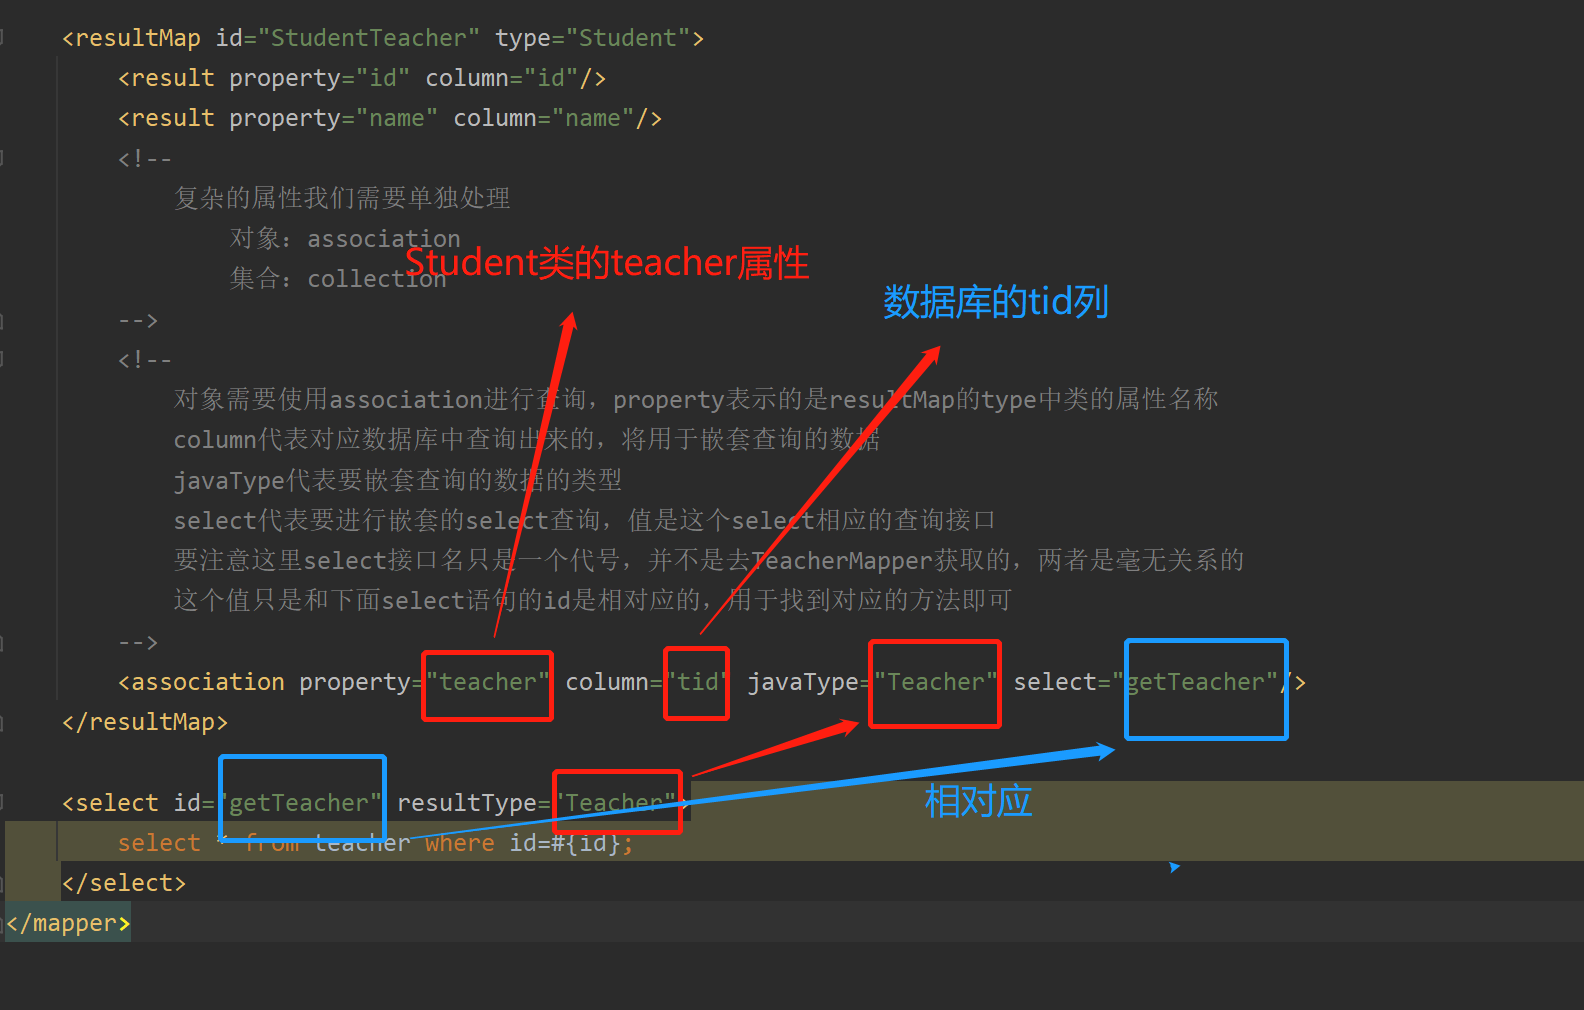 <resultMap id="StudentTeacher" type="Student">
<result property="id" column="id"/>
<result property="name" column="name"/>
<!--
复杂的属性我们需要单独处理
对象：association
Student类的teacher属性
集合：collection
数据库的tid列
-->
<!--
对象需要使用association进行查询，property表示的是resultMap的type中类的属性名称
column代表对应数据库中查询出来的，将用于嵌套查询的数据
javaType代表要嵌套查询的数据的类型
select代表要进行嵌套的select查询，值是这个select相应的查询接口
要注意这里select接口名只是一个代号，并不是去TeacherMapper获取的，两者是毫无关系的
这个值只是和下面select语句的id是相对应的，用于找到对应的方法即可
-->
<association property="teacher" column="tid" javaType="Teacher" select="getTeacher"/>
</resultMap>
<select id="getTeacher" resultType="Teacher">
相对应
select * from teacher where id=#{id};
</select>
</mapper>